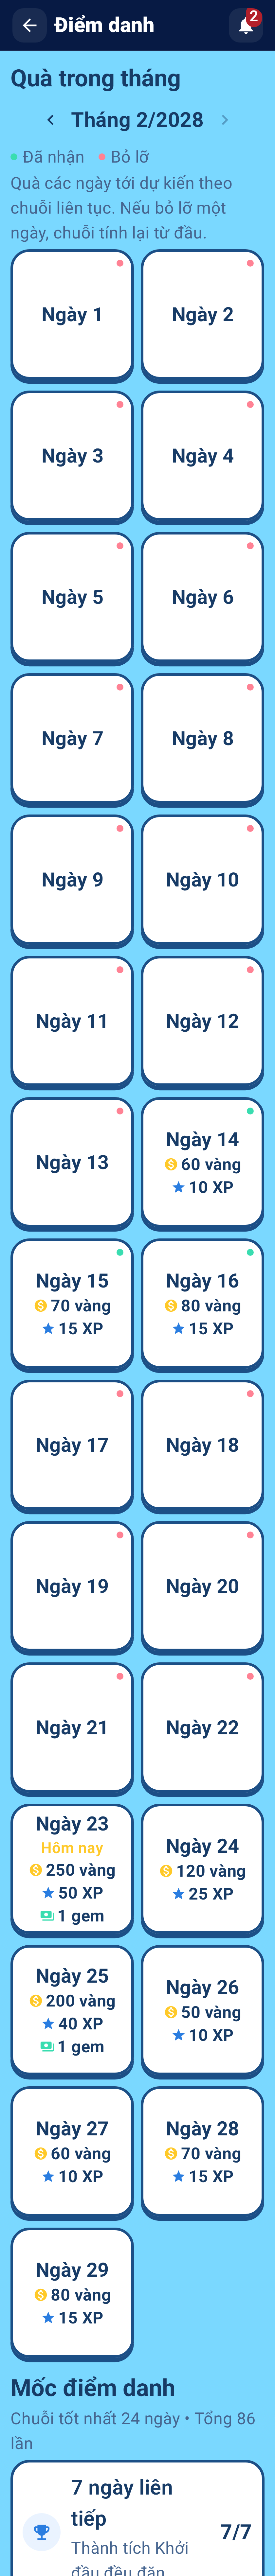 Điểm danh
2
Quà trong tháng
Tháng 2/2028
Đã nhận Bỏ lỡ
Quà các ngày tới dự kiến theo
chuỗi liên tục. Nếu bỏ lỡ một
ngày, chuỗi tính lại từ đầu.
Ngày 1
Ngày 2
Ngày 3
Ngày 4
Ngày 5
Ngày 6
Ngày 7
Ngày 8
Ngày 9
Ngày 10
Ngày 11
Ngày 12
Ngày 13
Ngày 14
60 vàng
10 XP
Ngày 15
70 vàng
15 XP
Ngày 16
80 vàng
15 XP
Ngày 17
Ngày 18
Ngày 19
Ngày 20
Ngày 21
Ngày 22
Ngày 23
Hôm nay
250 vàng
50 XP
1 gem
Ngày 24
120 vàng
25 XP
Ngày 25
200 vàng
40 XP
1 gem
Ngày 26
50 vàng
10 XP
Ngày 27
60 vàng
10 XP
Ngày 28
70 vàng
15 XP
Ngày 29
80 vàng
15 XP
Mốc điểm danh
Chuỗi tốt nhất 24 ngày • Tổng 86
lần
7 ngày liên
tiếp
7/7
Thành tích Khởi
đầu đều đặn